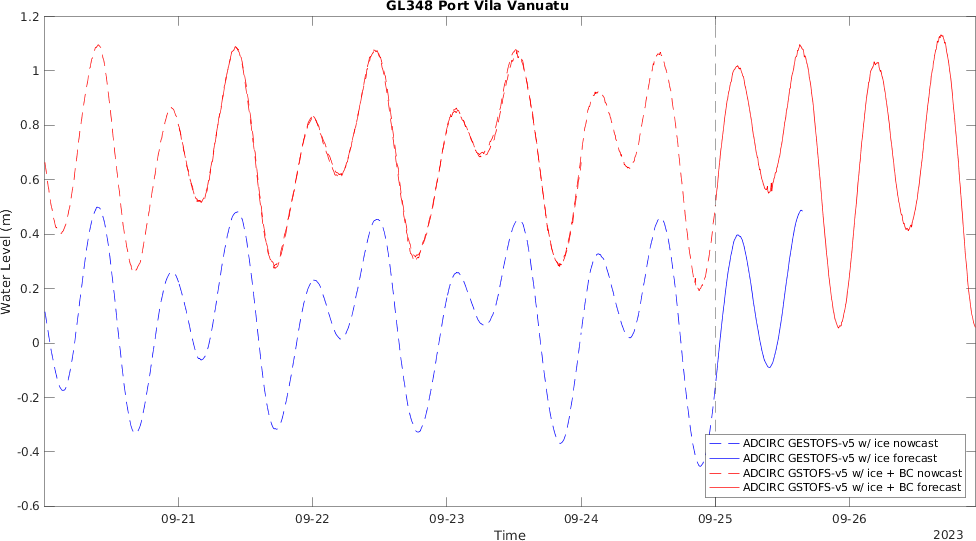 GL348 Port Vila Vanuatu
1.2
1
0.8
0.6
0.4
0.2
0
-0.2
-0.4
-0.6
Water Level (m)
ADCIRC GESTOFS-v5 w/ ice nowcast
ADCIRC GESTOFS-v5 w/ ice forecast
ADCIRC GSTOFS-v5 w/ ice + BC nowcast
ADCIRC GSTOFS-v5 w/ ice + BC forecast
09-21 09-22 09-23 09-24 09-25 09-26
Time
2023